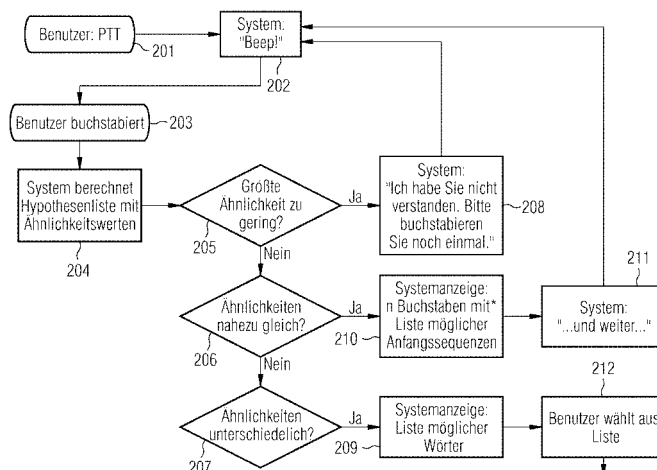 Benutzer: PTT
201
System:
"Beep!"
202
Benutzer buchstabiert
203
System berechnet
Hypothesenliste mit
Ähnlichkeitswerten
204
Größte
Ähnlichkeit zu
gering?
205
Ja
Nein
System:
"Ich habe Sie nicht
verstanden. Bitte
buchstabieren
Sie noch einmal."
208
Ähnlichkeiten
nahezu gleich?
206
Ja
Nein
Systemanzeige:
n Buchstaben mit*
Liste möglicher
Anfangssequenzen
210
211
System:
"...und weiter..."
Ähnlichkeiten
unterschiedelich?
207
Ja
Systemanzeige:
Liste möglicher
Wörter
209
212
Benutzer wählt aus
Liste